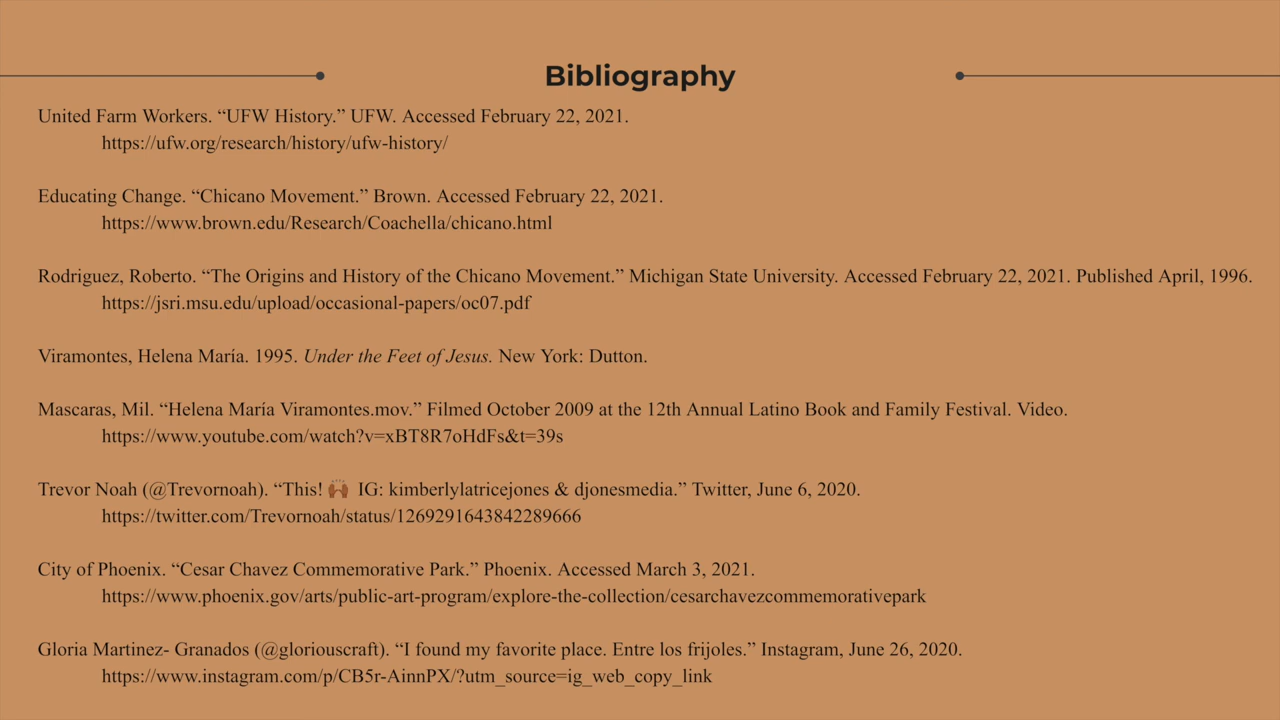 Bibliography
United Farm Workers. “UFW History.” UFW. Accessed February 22, 2021.
https://ufw.org/research/history/ufw-history/
Educating Change. “Chicano Movement.” Brown. Accessed February 22, 2021.
https://www.brown.edu/Research/Coachella/chicano.html
Rodriguez, Roberto. “The Origins and History of the Chicano Movement.” Michigan State University. Accessed February 22, 2021. Published April, 1996.
https://jsri.msu.edu/upload/occasional-papers/oc07.pdf
Viramontes, Helena María. 1995. Under the Feet of Jesus. New York: Dutton.
Mascaras, Mil. “Helena María Viramontes.mov.” Filmed October 2009 at the 12th Annual Latino Book and Family Festival. Video.
https://www.youtube.com/watch?v=xBT8R7oHdFs&t=39s
Trevor Noah (@Trevornoah). “This! 🙌🏾 IG: kimberlylatricejones & djonesmedia.” Twitter, June 6, 2020.
https://twitter.com/Trevornoah/status/1269291643842289666
City of Phoenix. “Cesar Chavez Commemorative Park.” Phoenix. Accessed March 3, 2021.
https://www.phoenix.gov/arts/public-art-program/explore-the-collection/cesarchavezcommemorativepark
Gloria Martinez- Granados (@gloriouscraft). “I found my favorite place. Entre los frijoles.” Instagram, June 26, 2020.
https://www.instagram.com/p/CB5r-AinnPX/?utm_source=ig_web_copy_link